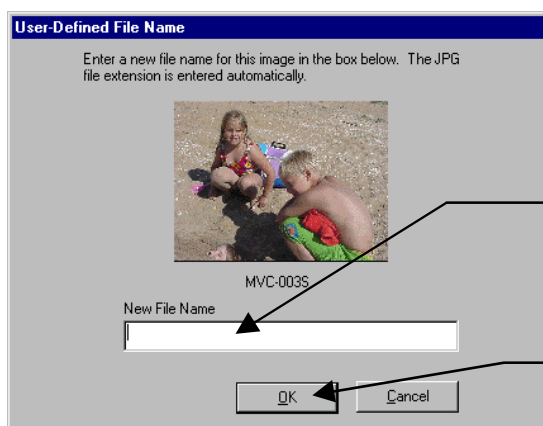 User-Defined File Name
Enter a new file name for this image in the box below. The JPG
file extension is entered automatically.
MVC-003S
New File Name
OK
Cancel